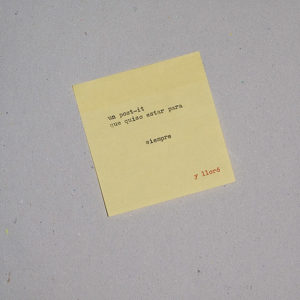 un post-it
que quiso estar para
siempre
y lloró